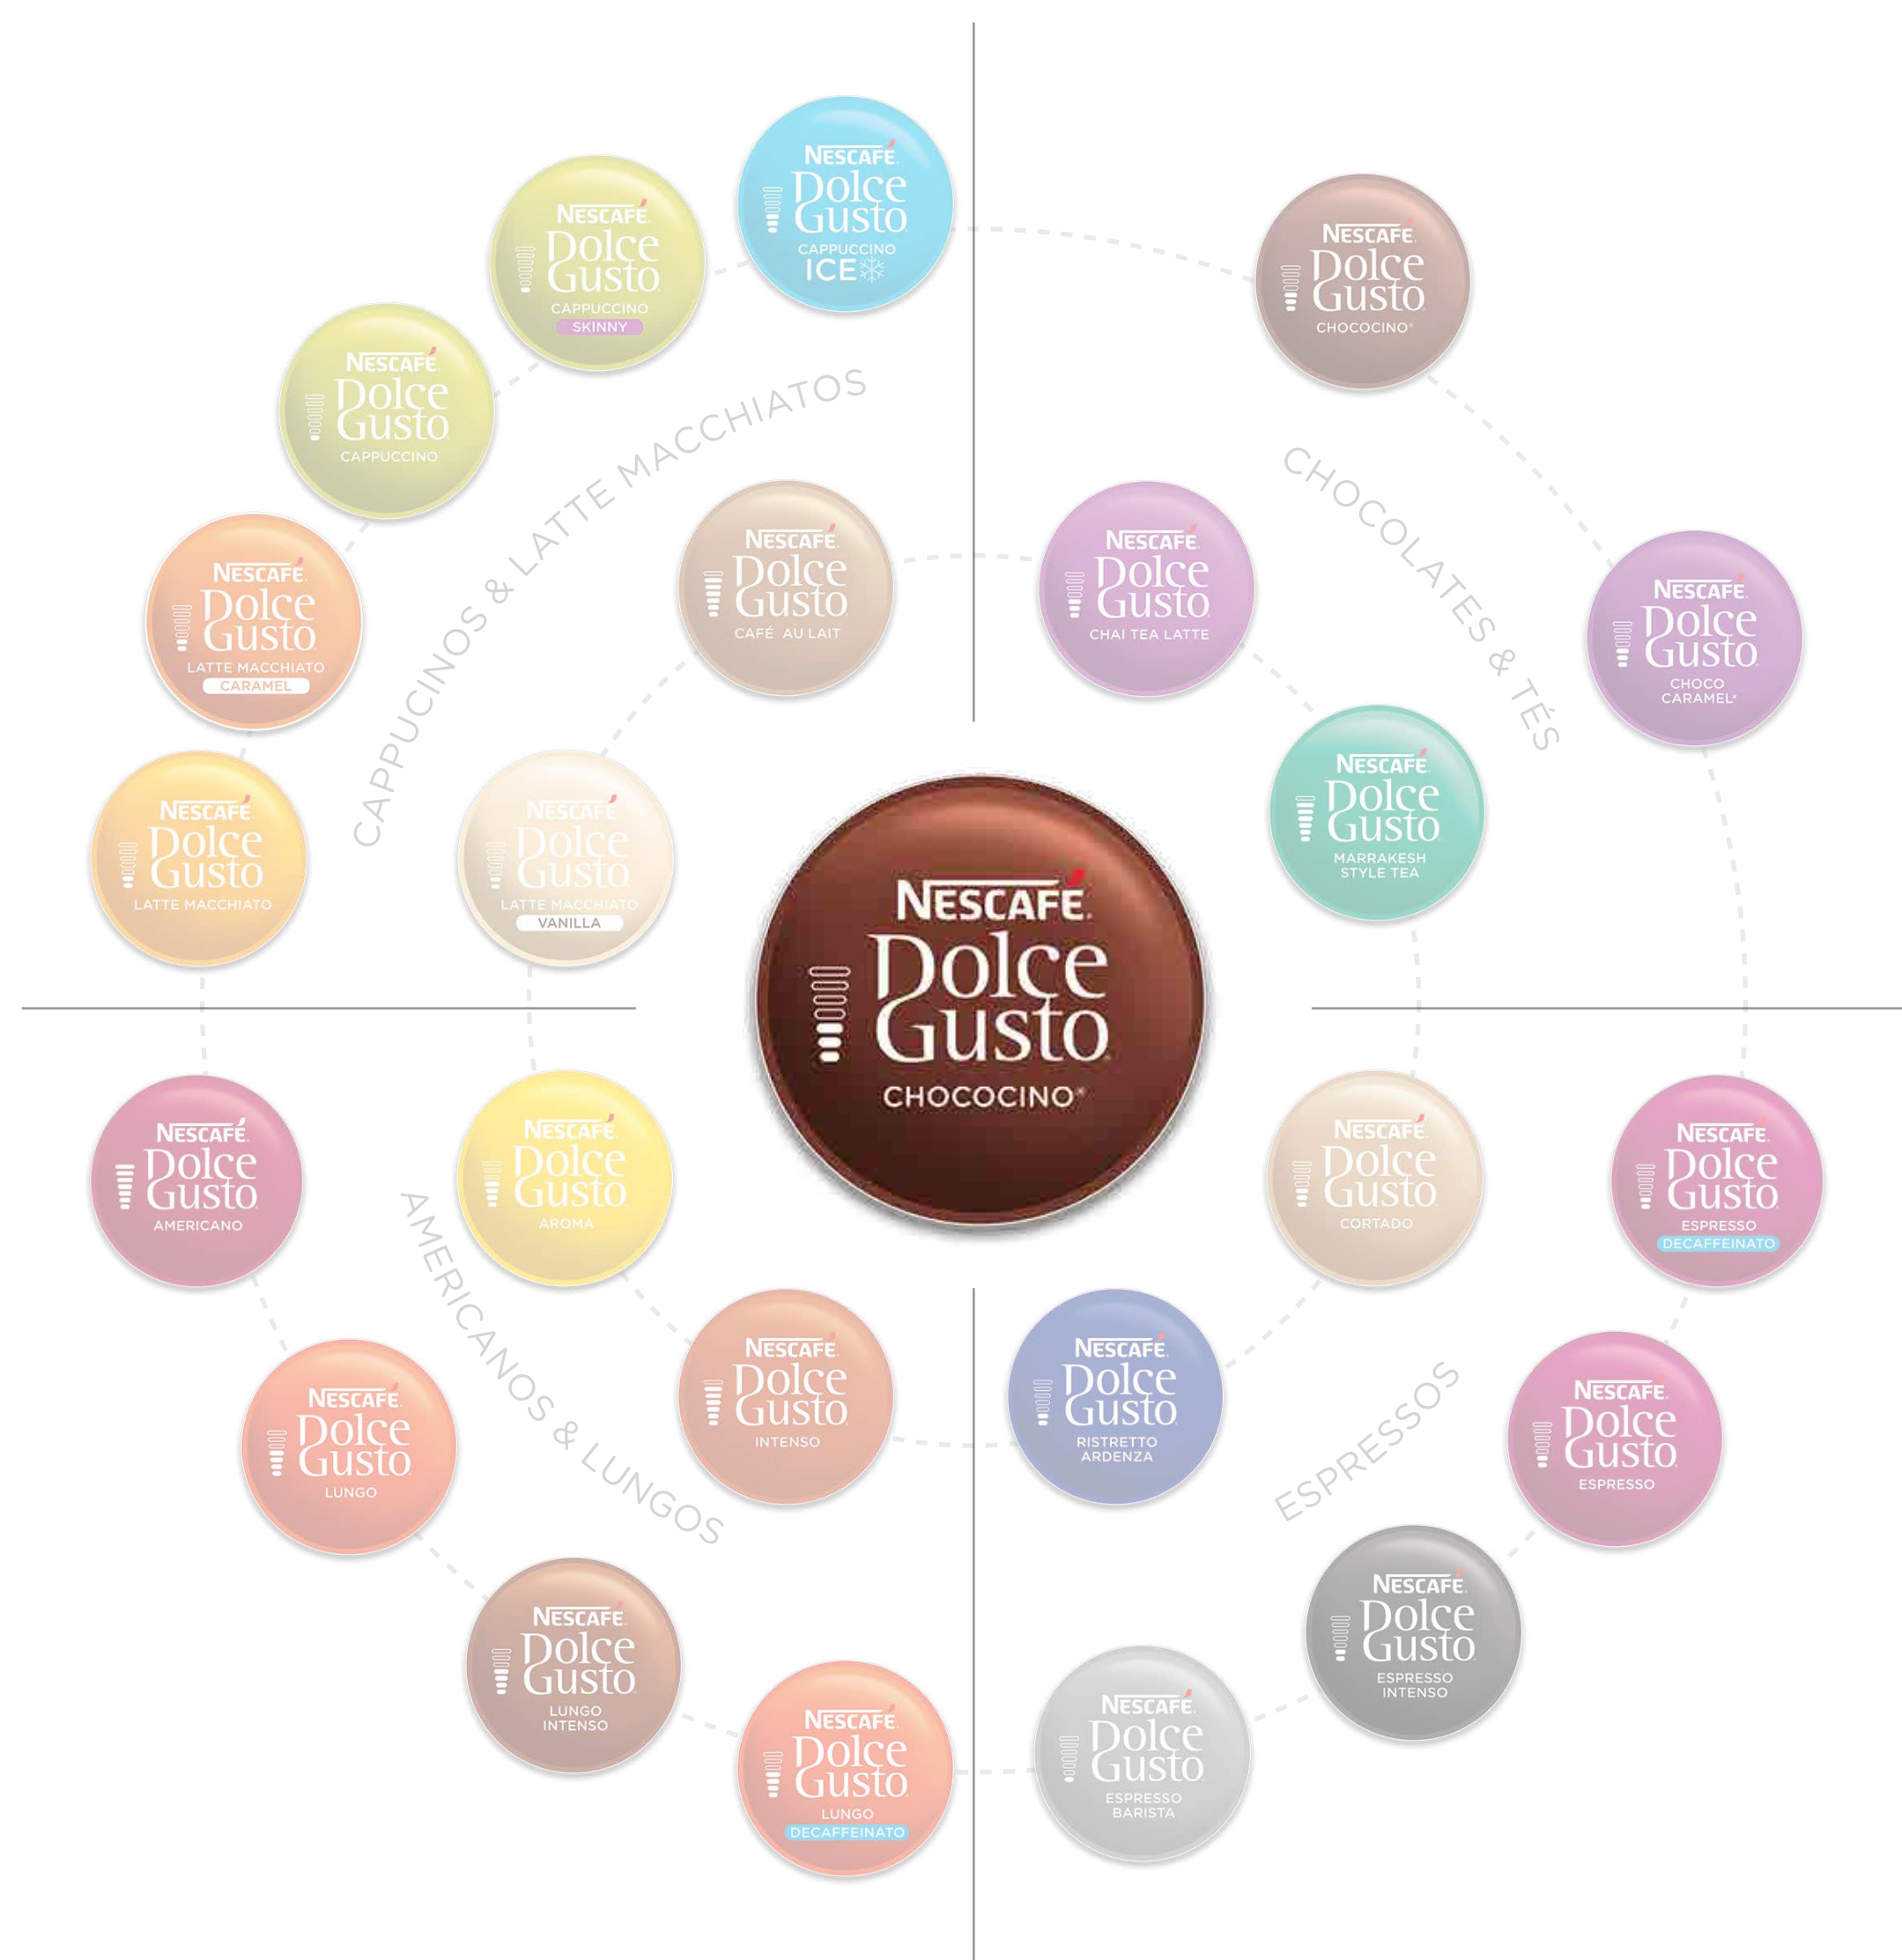 NESCAFÉ
Dolce
Gusto
CAPPUCCINO
ICE
NESCAFÉ
Dolce
Gusto
CAPPUCCINO
SKINNY
NESCAFÉ
Dolce
Gusto
CAPPUCCINO
NESCAFÉ
Dolce
Gusto
LATTE MACCHIATO
CARAMEL
NESCAFÉ
Dolce
Gusto
LATTE MACCHIATO
CAPPUCINOS & LATTE MACCHIATOS
NESCAFÉ
Dolce
Gusto
CAFÉ AU LAIT
NESCAFÉ
Dolce
Gusto
LATTE MACCHIATO
VANILLA
NESCAFÉ
Dolce
Gusto
CHOCOCINO®
NESCAFÉ
Dolce
Gusto
CHOCO
CARAMEL*
CHOCOLATES & TÉS
NESCAFÉ
Dolce
Gusto
CHAI TEA LATTE
NESCAFÉ
Dolce
Gusto
MARRAKESH
STYLE TEA
NESCAFÉ®
Dolce
Gusto
CHOCOCINO®
NESCAFÉ
Dolce
Gusto
AMERICANO
NESCAFÉ
Dolce
Gusto
AROMA
AMERICANOS & LUNGOS
NESCAFÉ
Dolce
Gusto
LUNGO
NESCAFÉ
Dolce
Gusto
INTENSO
NESCAFÉ
Dolce
Gusto
LUNGO
INTENSO
NESCAFÉ
Dolce
Gusto
LUNGO
DECAFFEINATO
NESCAFÉ
Dolce
Gusto
CORTADO
NESCAFÉ
Dolce
Gusto
ESPRESSO
DECAFFEINATO
NESCAFÉ
Dolce
Gusto
RISTRETTO
ARDENZA
ESPRESSOS
NESCAFÉ
Dolce
Gusto
ESPRESSO
NESCAFÉ
Dolce
Gusto
ESPRESSO
INTENSO
NESCAFÉ
Dolce
Gusto
ESPRESSO
BARISTA